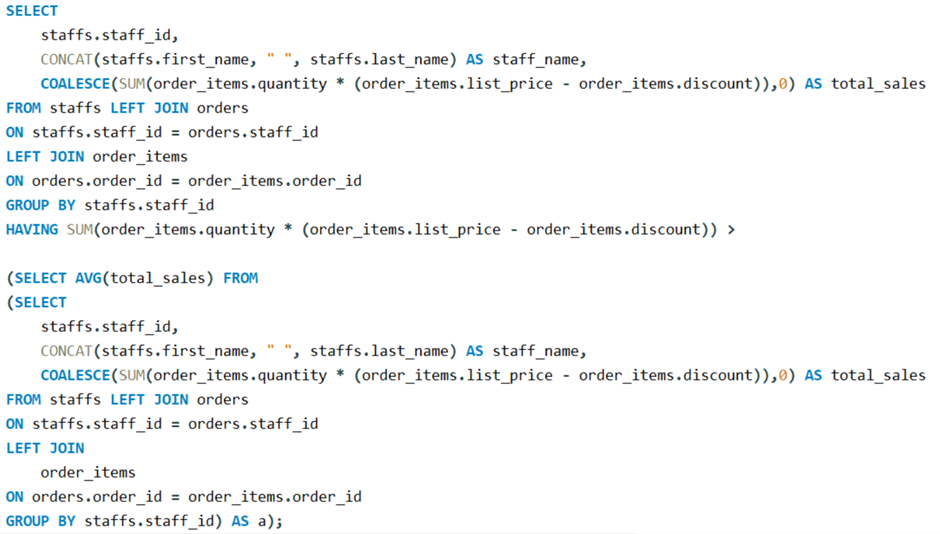 SELECT
staffs.staff_id,
CONCAT(staffs.first_name, " ", staffs.last_name) AS staff_name,
COALESCE(SUM(order_items.quantity * (order_items.list_price - order_items.discount)),0) AS total_sales
FROM staffs LEFT JOIN orders
ON staffs.staff_id = orders.staff_id
LEFT JOIN order_items
ON orders.order_id = order_items.order_id
GROUP BY staffs.staff_id
HAVING SUM(order_items.quantity * (order_items.list_price - order_items.discount)) >
(SELECT AVG(total_sales) FROM
(SELECT
staffs.staff_id,
CONCAT(staffs.first_name, " ", staffs.last_name) AS staff_name,
COALESCE(SUM(order_items.quantity * (order_items.list_price - order_items.discount)),0) AS total_sales
FROM staffs LEFT JOIN orders
ON staffs.staff_id = orders.staff_id
LEFT JOIN
order_items
ON orders.order_id = order_items.order_id
GROUP BY staffs.staff_id) AS a);